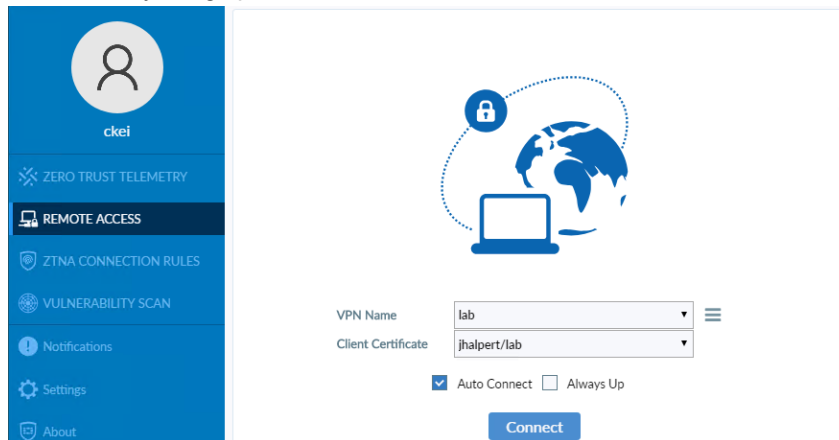 ckei
ZERO TRUST TELEMETRY
REMOTE ACCESS
ZTNA CONNECTION RULES
VULNERABILITY SCAN
Notifications
Settings
About
VPN Name lab
Client Certificate jhalpert/lab
Auto Connect Always Up
Connect